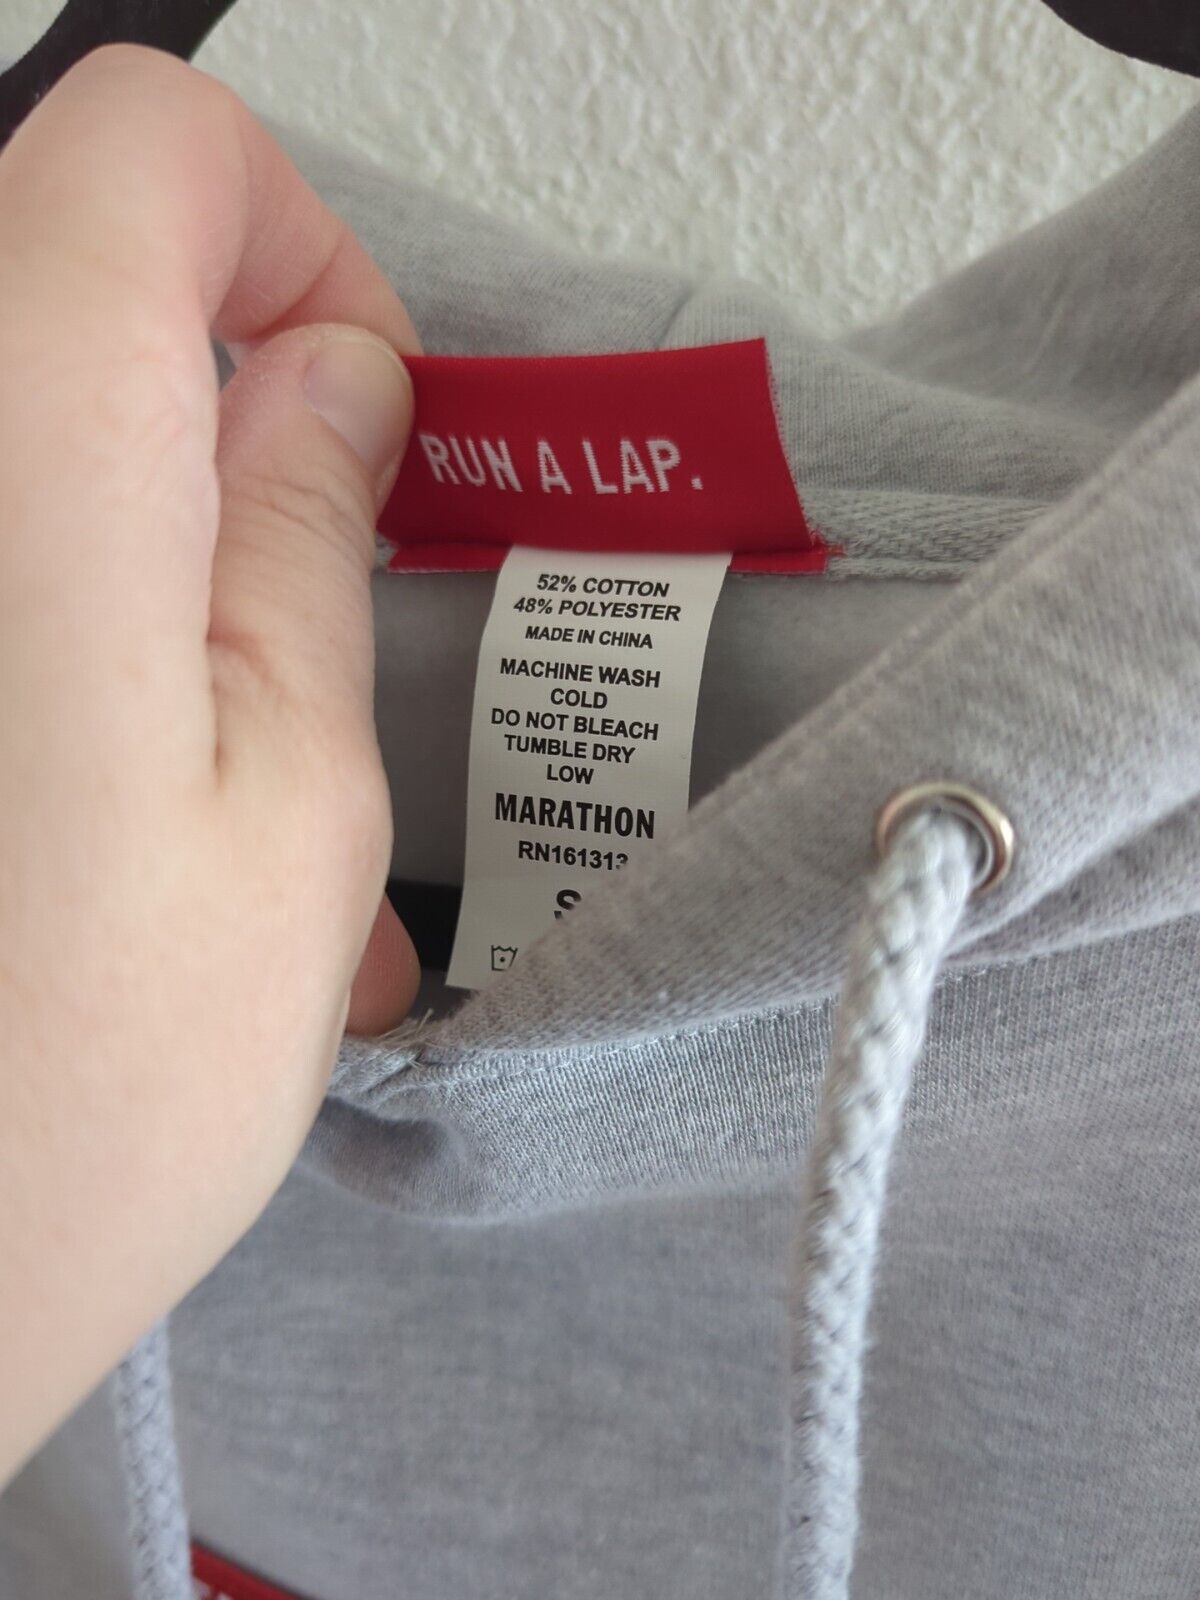 RUN A LAP.
52% COTTON
48% POLYESTER
MADE IN CHINA
MACHINE WASH
COLD
DO NOT BLEACH
TUMBLE DRY
LOW
MARATHON
RN161313
S